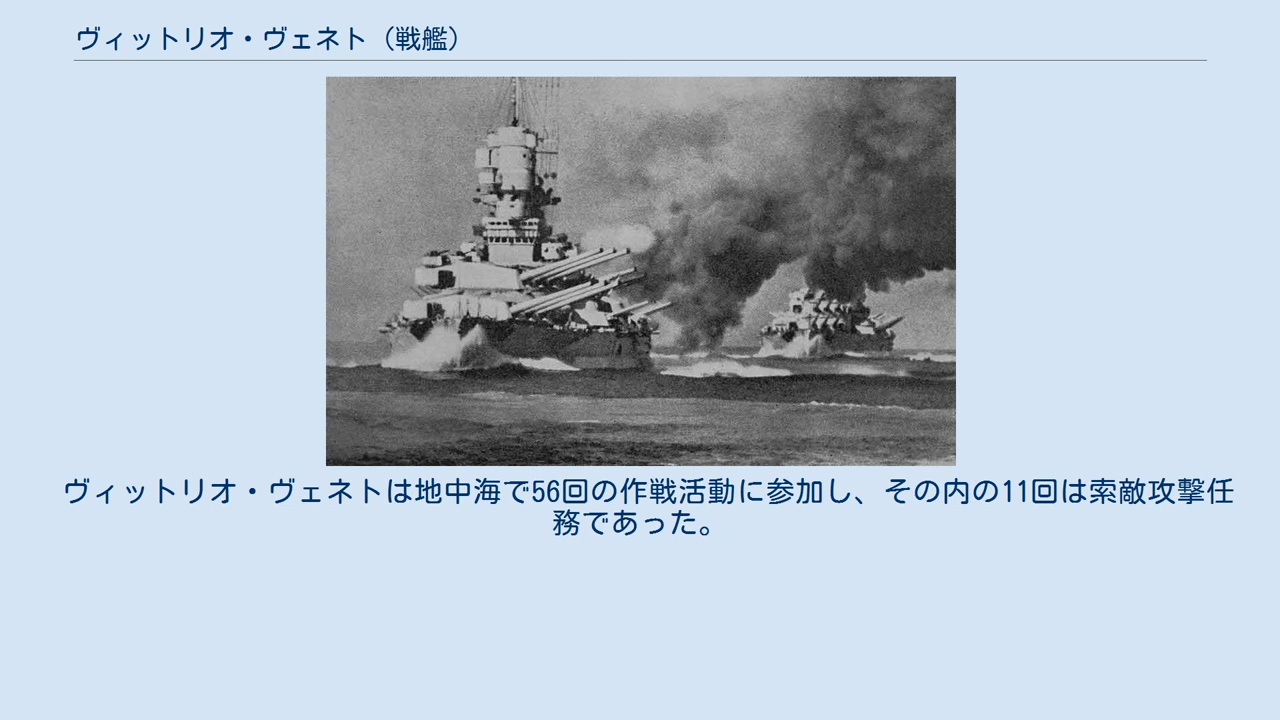 ヴィットリオ・ヴェネト（戦艦）
ヴィットリオ・ヴェネトは地中海で56回の作戦活動に参加し、その内の11回は索敵攻撃任
務であった。